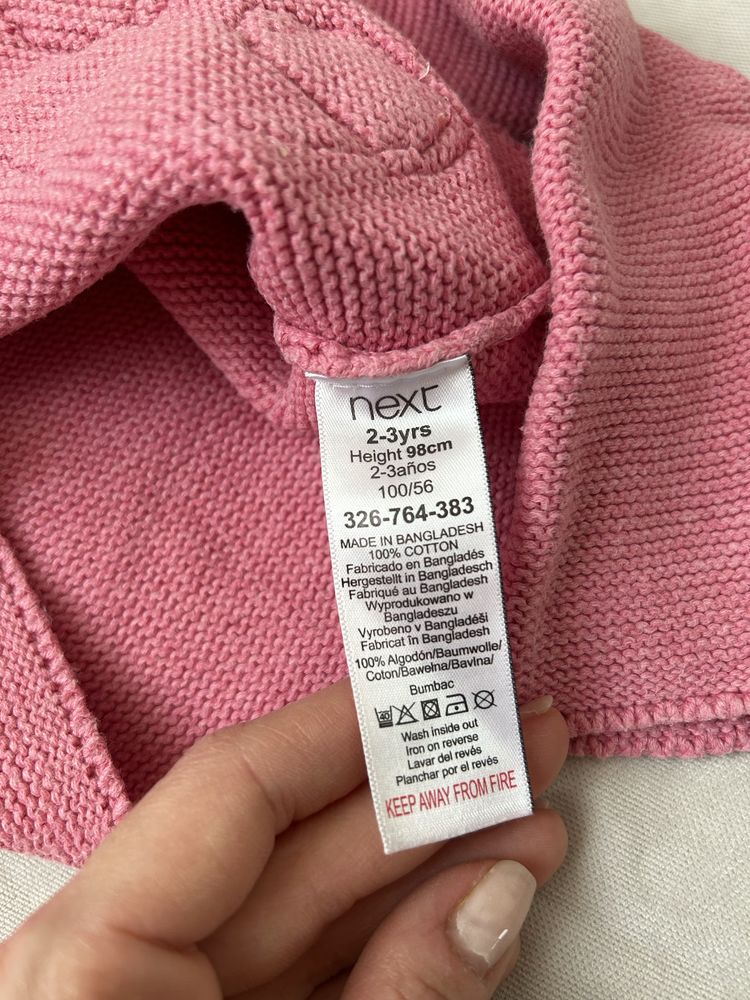 next
2-3yrs
Height 98cm
2-3años
100/56
326-764-383
MADE IN BANGLADESH
100% COTTON
Fabricado en Bangladés
Hergestellt in Bangladesch
Fabriqué au Bangladesh
Wyprodukowano w
Bangladeszu
Vyrobeno v Bangladéši
Fabricat în Bangladesh
100% Algodón/Baumwolle/
Coton/Bawełna/Bavlna/
Bumbac
40
Wash inside out
Iron on reverse
Lavar del revés
Planchar por el revés
KEEP AWAY FROM FIRE